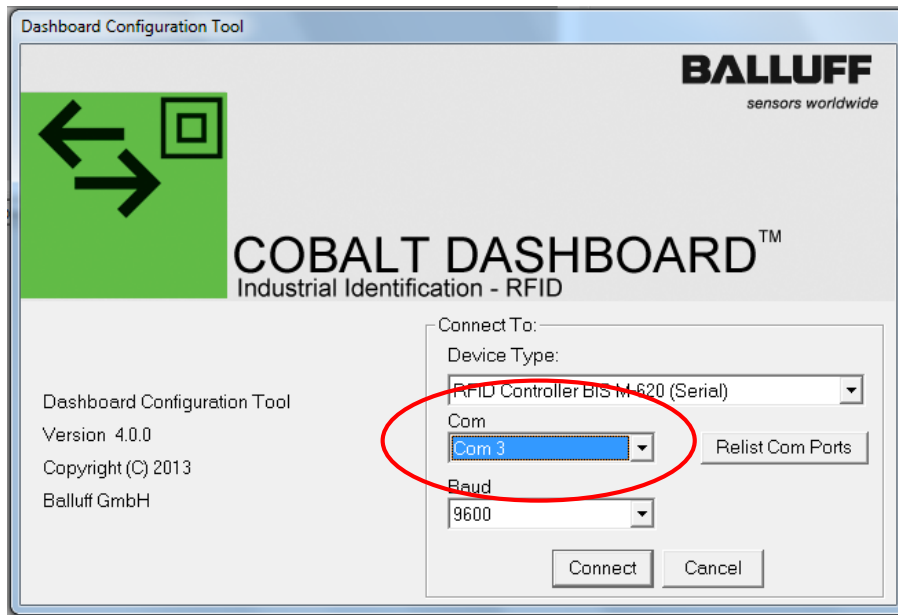 Dashboard Configuration Tool
BALLUFF
sensors worldwide
COBALT DASHBOARD™
Industrial Identification - RFID
Connect To:
Device Type:
RFID Controller BIS M-620 (Serial)
Com
Com 3
Relist Com Ports
Baud
9600
Connect
Cancel
Dashboard Configuration Tool
Version 4.0.0
Copyright (C) 2013
Balluff GmbH